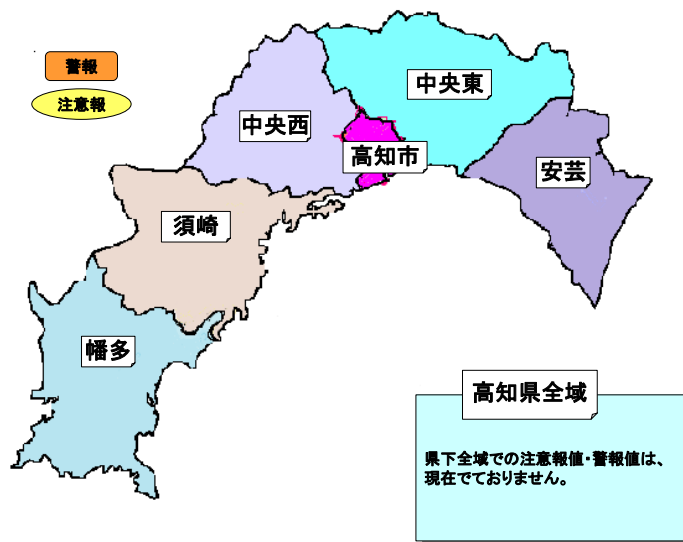 警報
注意報
中央東
中央西
高知市
安芸
須崎
幡多
高知県全域
県下全域での注意報値・警報値は、
現在でておりません。